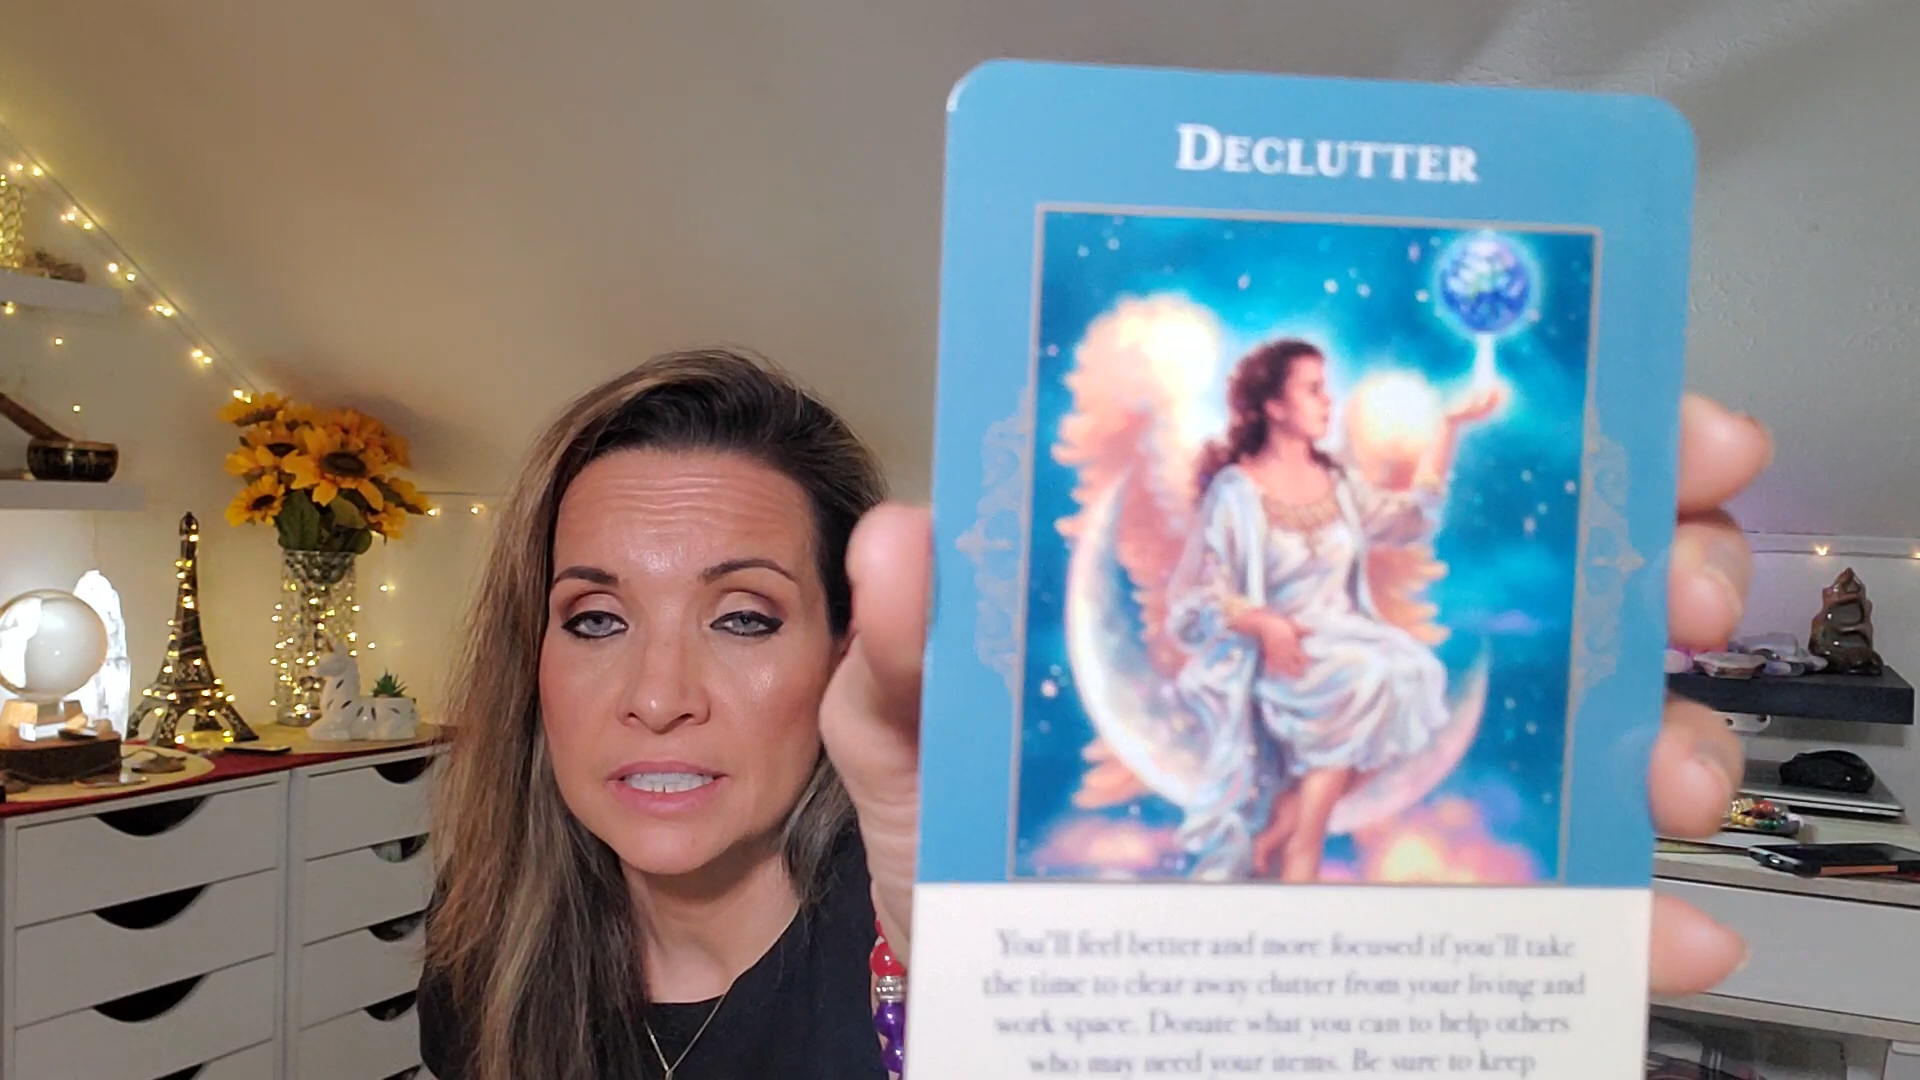 DECLUTTER
You'll feel better and more focused if you'll take
the time to clear away clutter from your living and
work space. Donate what you can to help others
who may need your items. Be sure to keep